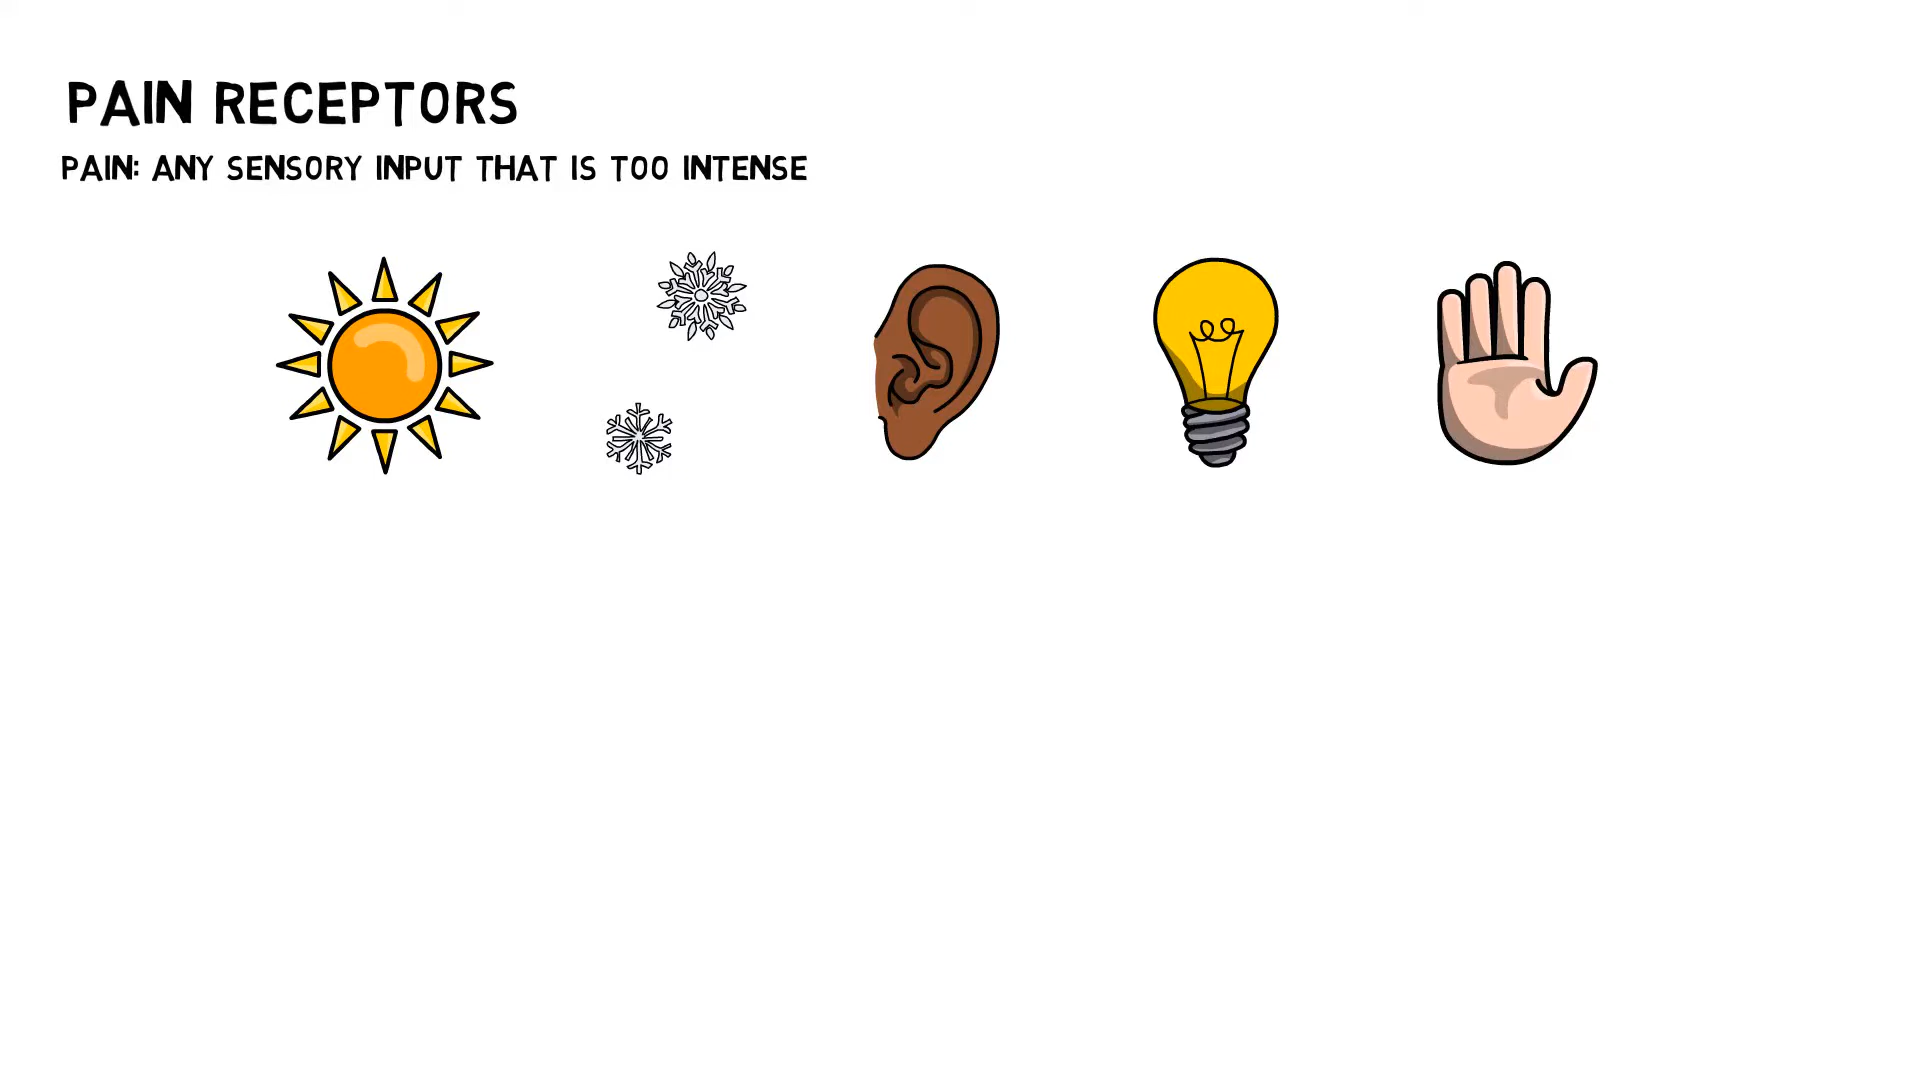 PAIN RECEPTORS
PAIN: ANY SENSORY INPUT THAT IS TOO INTENSE